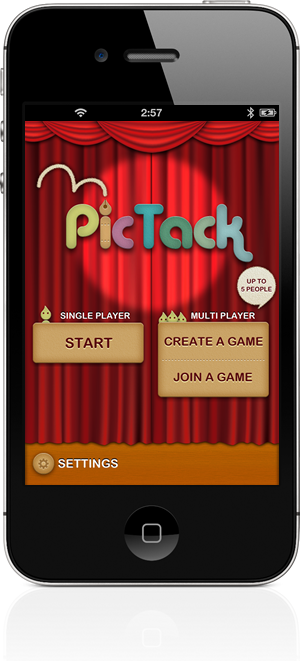 2:57
PicTack
UP TO
5 PEOPLE
SINGLE PLAYER
MULTI PLAYER
START
CREATE A GAME
JOIN A GAME
SETTINGS